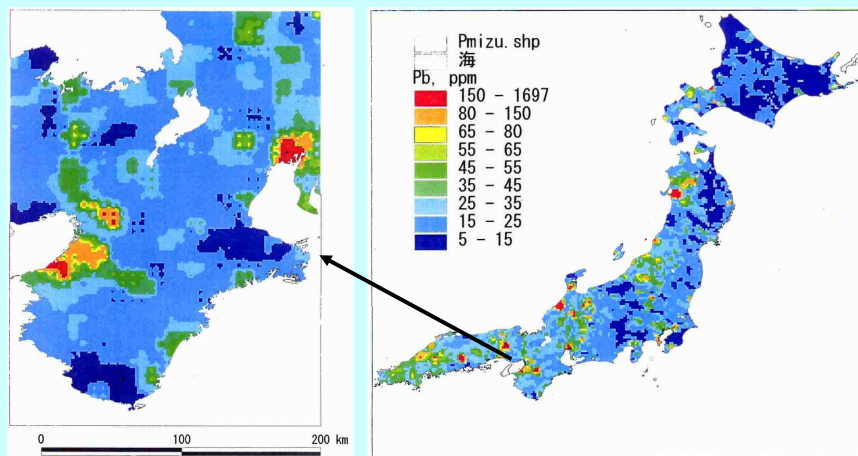 Pmizu.shp
海
Pb, ppm
150 - 1697
80 - 150
65 - 80
55 - 65
45 - 55
35 - 45
25 - 35
15 - 25
5 - 15
0 100 200 km